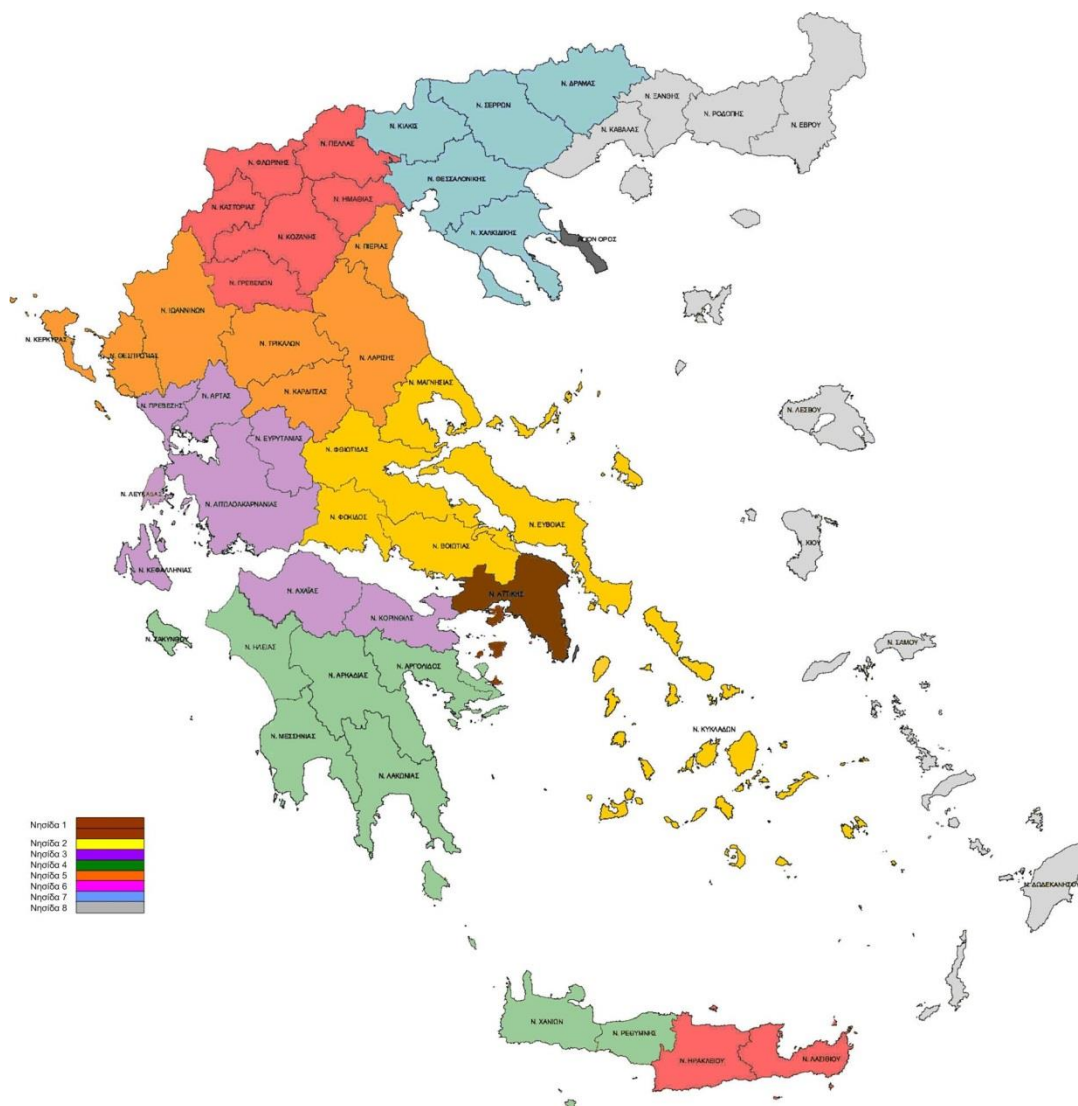 Ν. ΔΡΑΜΑΣ
Ν. ΣΕΡΡΩΝ
Ν. ΞΑΝΘΗΣ
Ν. ΡΟΔΟΠΗΣ
Ν. ΕΒΡΟΥ
Ν. ΚΙΛΚΙΣ
Ν. ΚΑΒΑΛΑΣ
Ν. ΠΕΛΛΑΣ
Ν. ΦΛΩΡΙΝΗΣ
Ν. ΘΕΣΣΑΛΟΝΙΚΗΣ
Ν. ΗΜΑΘΙΑΣ
Ν. ΚΑΣΤΟΡΙΑΣ
Ν. ΧΑΛΚΙΔΙΚΗΣ
Ν. ΚΟΖΑΝΗΣ
ΑΓΙΟΝ ΟΡΟΣ
Ν. ΠΙΕΡΙΑΣ
Ν. ΓΡΕΒΕΝΩΝ
Ν. ΙΩΑΝΝΙΝΩΝ
Ν. ΚΕΡΚΥΡΑΣ
Ν. ΤΡΙΚΑΛΩΝ
Ν. ΘΕΣΠΡΩΤΙΑΣ
Ν. ΛΑΡΙΣΗΣ
Ν. ΜΑΓΝΗΣΙΑΣ
Ν. ΚΑΡΔΙΤΣΑΣ
Ν. ΑΡΤΑΣ
Ν. ΠΡΕΒΕΖΗΣ
Ν. ΛΕΣΒΟΥ
Ν. ΕΥΡΥΤΑΝΙΑΣ
Ν. ΦΘΙΩΤΙΔΑΣ
Ν. ΛΕΥΚΑΔΑΣ
Ν. ΑΙΤΩΛΟΑΚΑΡΝΑΝΙΑΣ
Ν. ΦΩΚΙΔΟΣ
Ν. ΕΥΒΟΙΑΣ
Ν. ΧΙΟΥ
Ν. ΒΟΙΩΤΙΑΣ
Ν. ΚΕΦΑΛΛΗΝΙΑΣ
Ν. ΑΧΑΪΑΣ
Ν. ΑΤΤΙΚΗΣ
Ν. ΚΟΡΙΝΘΙΑΣ
Ν. ΖΑΚΥΝΘΟΥ
Ν. ΣΑΜΟΥ
Ν. ΗΛΕΙΑΣ
Ν. ΑΡΓΟΛΙΔΟΣ
Ν. ΑΡΚΑΔΙΑΣ
Ν. ΚΥΚΛΑΔΩΝ
Ν. ΜΕΣΣΗΝΙΑΣ
Ν. ΛΑΚΩΝΙΑΣ
Νησίδα 1
Νησίδα 2
Νησίδα 3
Νησίδα 4
Νησίδα 5
Νησίδα 6
Νησίδα 7
Νησίδα 8
Ν. ΔΩΔΕΚΑΝΗΣΟΥ
Ν. ΧΑΝΙΩΝ
Ν. ΡΕΘΥΜΝΗΣ
Ν. ΗΡΑΚΛΕΙΟΥ
Ν. ΛΑΣΙΘΙΟΥ